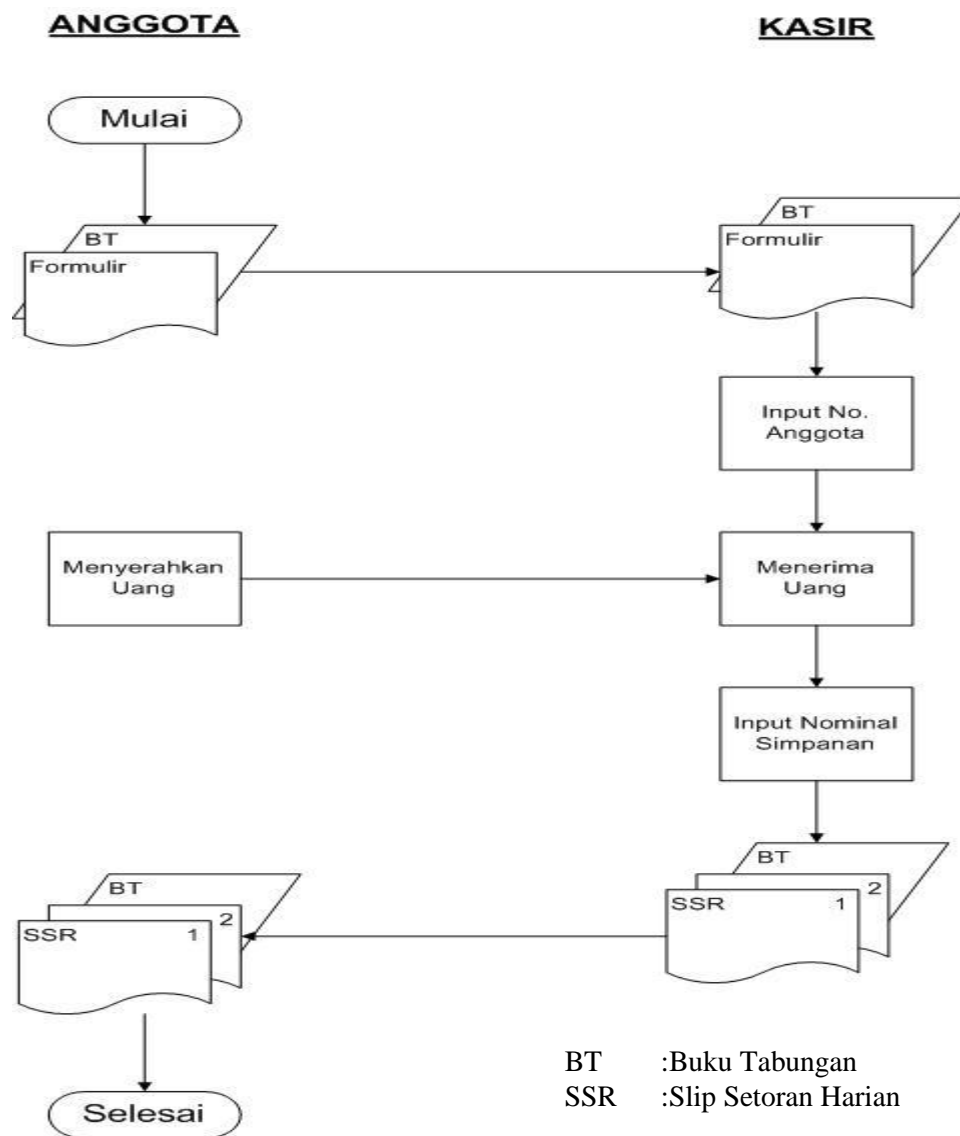 ANGGOTA
KASIR
Mulai
BT
Formulir
BT
Formulir
Input No.
Anggota
Menyerahkan
Uang
Menerima
Uang
Input Nominal
Simpanan
BT
2
SSR 1
BT
2
SSR 1
Selesai
BT :Buku Tabungan
SSR :Slip Setoran Harian